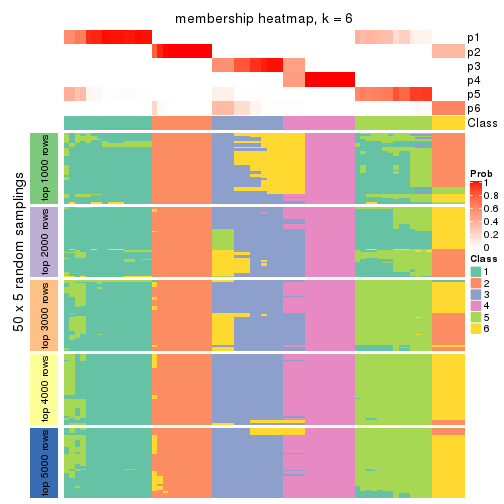 membership heatmap, k = 6
p1
p2
p3
p4
p5
p6
Class
50 x 5 random samplings
top 1000 rows
top 2000 rows
top 3000 rows
top 4000 rows
top 5000 rows
Prob
1
0.8
0.6
0.4
0.2
0
Class
1
2
3
4
5
6